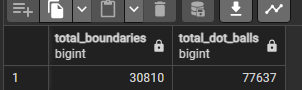 total_boundaries total_dot_balls
bigint bigint
1 30810 77637